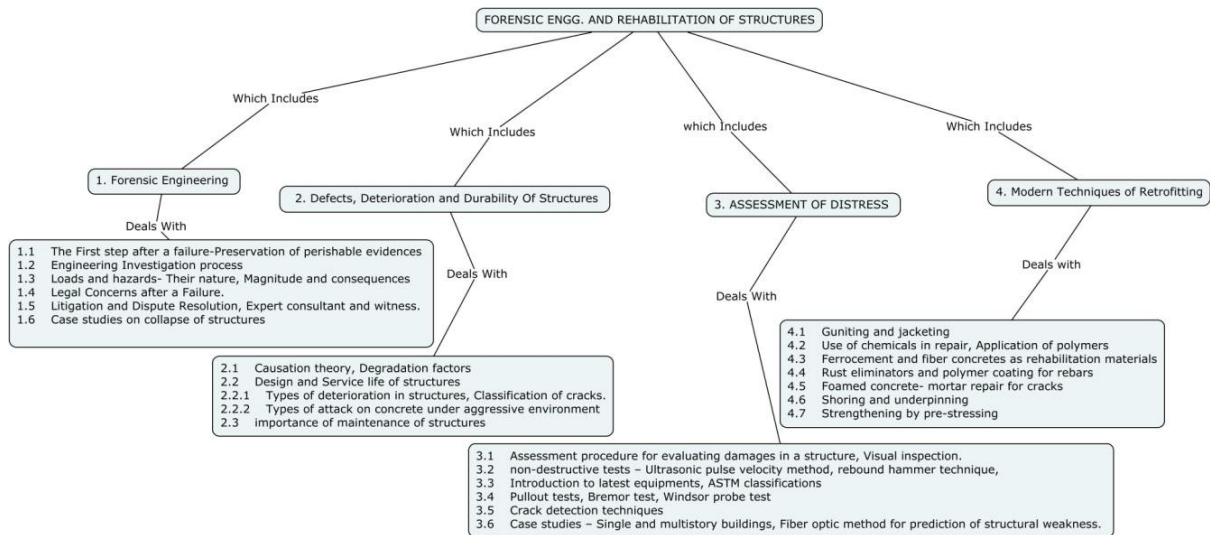 FORENSIC ENGG. AND REHABILITATION OF STRUCTURES
Which Includes
Which Includes
which Includes
Which Includes
1. Forensic Engineering
2. Defects, Deterioration and Durability Of Structures
3. ASSESSMENT OF DISTRESS
4. Modern Techniques of Retrofitting
Deals With
1.1 The First step after a failure-Preservation of perishable evidences
1.2 Engineering Investigation process
1.3 Loads and hazards- Their nature, Magnitude and consequences
1.4 Legal Concerns after a Failure.
1.5 Litigation and Dispute Resolution, Expert consultant and witness.
1.6 Case studies on collapse of structures
Deals With
2.1 Causation theory, Degradation factors
2.2 Design and Service life of structures
2.2.1 Types of deterioration in structures, Classification of cracks.
2.2.2 Types of attack on concrete under aggressive environment
2.3 importance of maintenance of structures
Deals With
3.1 Assessment procedure for evaluating damages in a structure, Visual inspection.
3.2 non-destructive tests – Ultrasonic pulse velocity method, rebound hammer technique,
3.3 Introduction to latest equipments, ASTM classifications
3.4 Pullout tests, Bremor test, Windsor probe test
3.5 Crack detection techniques
3.6 Case studies – Single and multistory buildings, Fiber optic method for prediction of structural weakness.
Deals with
4.1 Guniting and jacketing
4.2 Use of chemicals in repair, Application of polymers
4.3 Ferrocement and fiber concretes as rehabilitation materials
4.4 Rust eliminators and polymer coating for rebars
4.5 Foamed concrete- mortar repair for cracks
4.6 Shoring and underpinning
4.7 Strengthening by pre-stressing